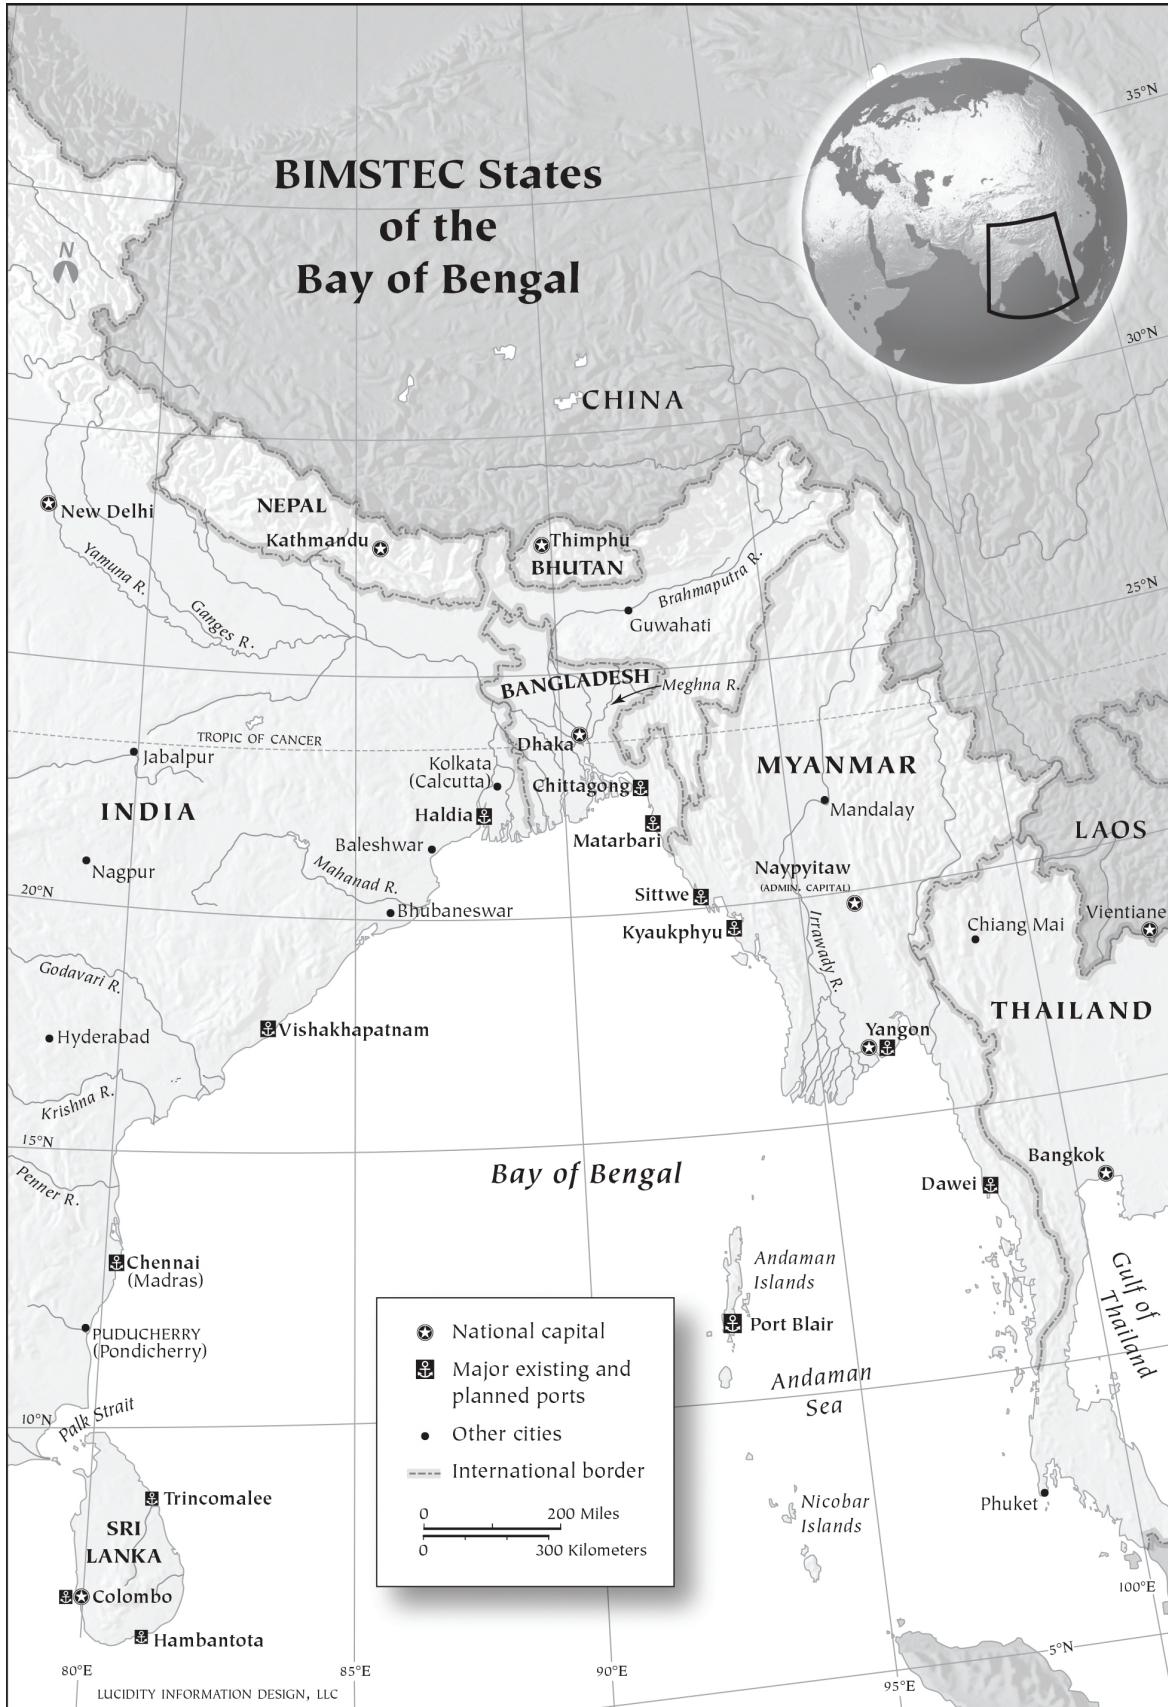 BIMSTEC States
of the
Bay of Bengal
N
35°N
30°N
CHINA
New Delhi
NEPAL
Kathmandu
Thimphu
BHUTAN
Yamuna R.
Ganges R.
Brahmaputra R.
Guwahati
25°N
BANGLADESH
Meghna R.
TROPIC OF CANCER
Dhaka
Jabalpur
Kolkata
(Calcutta)
Chittagong
MYANMAR
INDIA
Haldia
Mandalay
Matarbari
LAOS
Baleshwar
Nagpur
Mahanad R.
Naypyitaw
(ADMIN. CAPITAL)
20°N
Sittwe
Bhubaneswar
Kyaukphyu
Chiang Mai
Vientiane
Irrawady R.
Godavari R.
THAILAND
Hyderabad
Vishakhapatnam
Yangon
Krishna R.
15°N
Bay of Bengal
Bangkok
Penner R.
Dawei
Chennai
(Madras)
Andaman
Islands
Gulf of
Thailand
PUDUCHERRY
(Pondicherry)
Port Blair
Andaman
Sea
10°N
Palk Strait
National capital
Major existing and
planned ports
Other cities
International border
0 200 Miles
0 300 Kilometers
Trincomalee
Nicobar
Islands
Phuket
SRI
LANKA
Colombo
Hambantota
100°E
5°N
80°E
85°E
90°E
95°E
LUCIDITY INFORMATION DESIGN, LLC